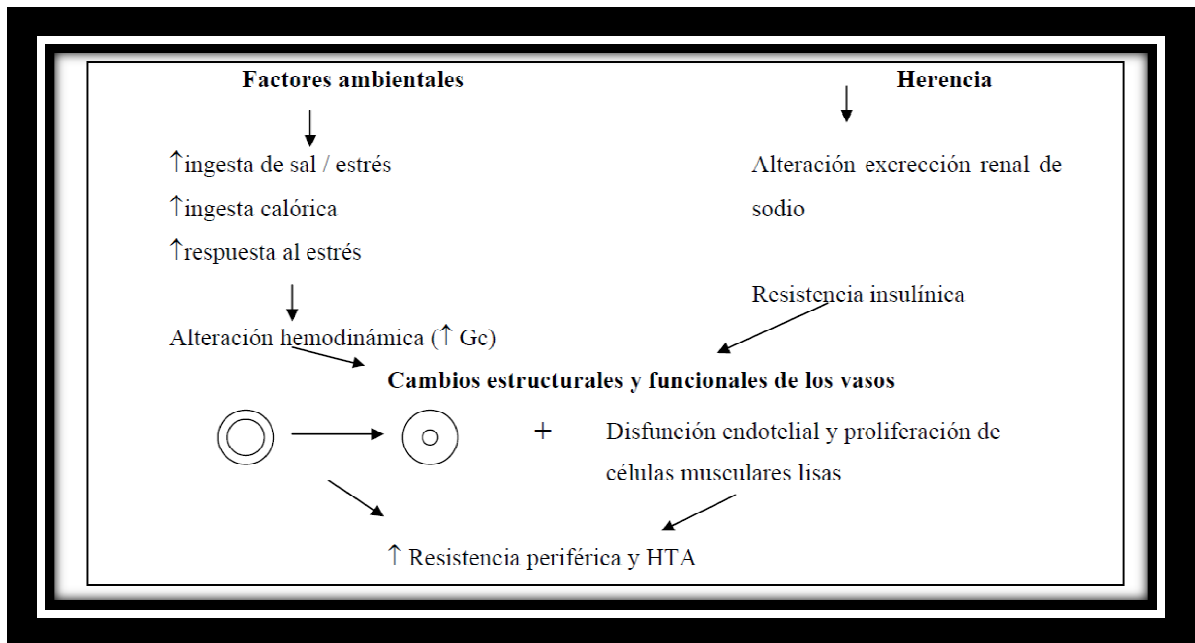 Factores ambientales
Herencia
↑ingesta de sal / estrés
↑ingesta calórica
↑respuesta al estrés
Alteración hemodinámica (↑ Gc)
Alteración excrección renal de
sodio
Resistencia insulínica
Cambios estructurales y funcionales de los vasos
+
Disfunción endotelial y proliferación de
células musculares lisas
↑ Resistencia periférica y HTA